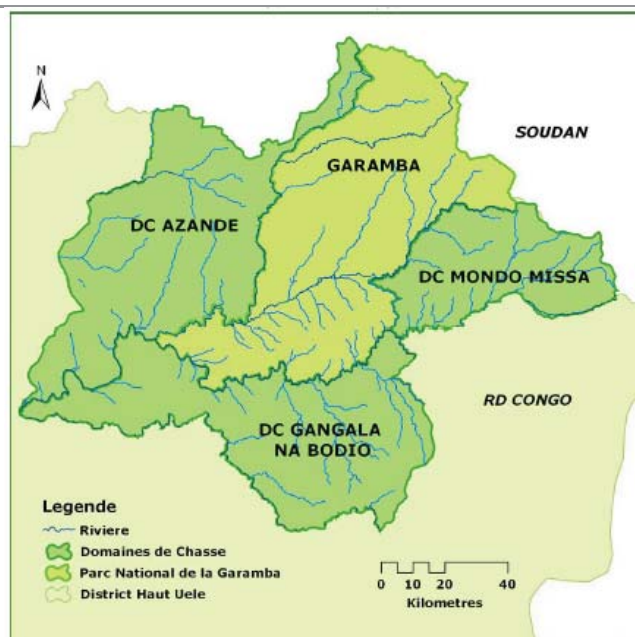 N
SOUDAN
GARAMBA
DC AZANDE
DC MONDO MISSA
RD CONGO
DC GANGALA
NA BODIO
Legende
Riviere
Domaines de Chasse
Parc National de la Garamba
District Haut Uele
0 10 20 40
Kilometres